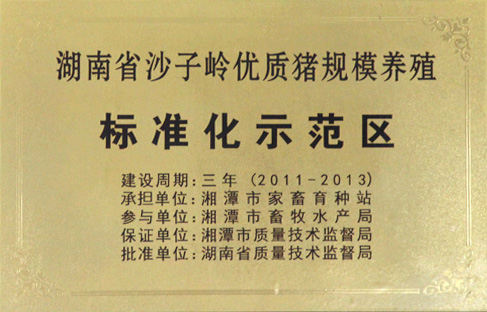 湖南省沙子岭优质猪规模养殖
标准化示范区
建设周期:三年(2011-2013)
承担单位:湘潭市家畜育种站
参与单位:湘潭市畜牧水产局
保证单位:湘潭市质量技术监督局
批准单位:湖南省质量技术监督局